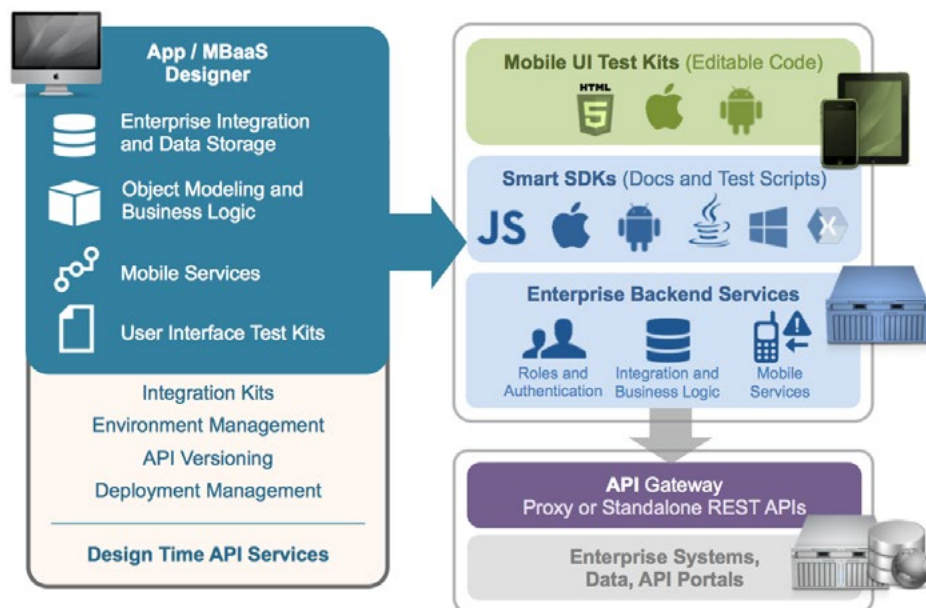 App / MBaaS
Designer
Enterprise Integration
and Data Storage
Object Modeling and
Business Logic
Mobile Services
User Interface Test Kits
Integration Kits
Environment Management
API Versioning
Deployment Management
Design Time API Services
Mobile UI Test Kits (Editable Code)
HTML
5
Smart SDKs (Docs and Test Scripts)
JS
X
Enterprise Backend Services
Roles and
Authentication
Integration and
Business Logic
Mobile
Services
API Gateway
Proxy or Standalone REST APIs
Enterprise Systems,
Data, API Portals